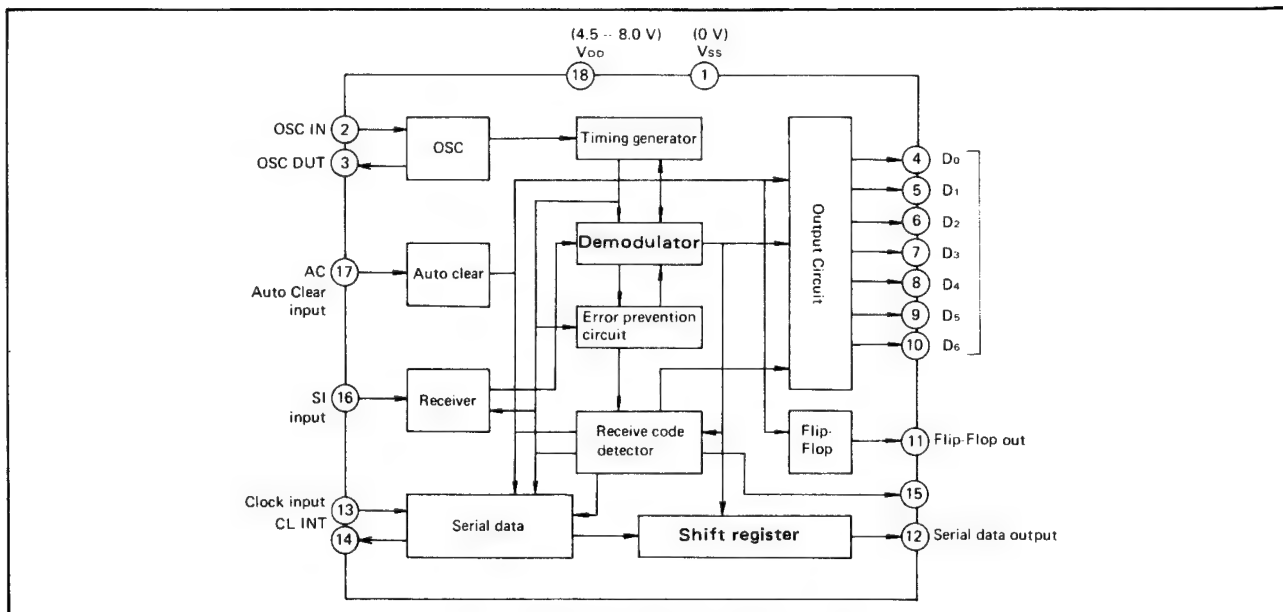 (4.5 -- 8.0 V)
VDD
(0 V)
VSS
18
1
OSC IN
2
OSC DUT
3
OSC
Timing generator
Demodulator
Error prevention
circuit
AC
Auto Clear
input
17
Auto clear
SI
input
16
Receiver
Receive code
detector
Clock input
13
CL INT
14
Serial data
Shift register
Output Circuit
4
D0
5
D1
6
D2
7
D3
8
D4
9
D5
10
D6
Flip-
Flop
11
Flip-Flop out
15
12
Serial data output